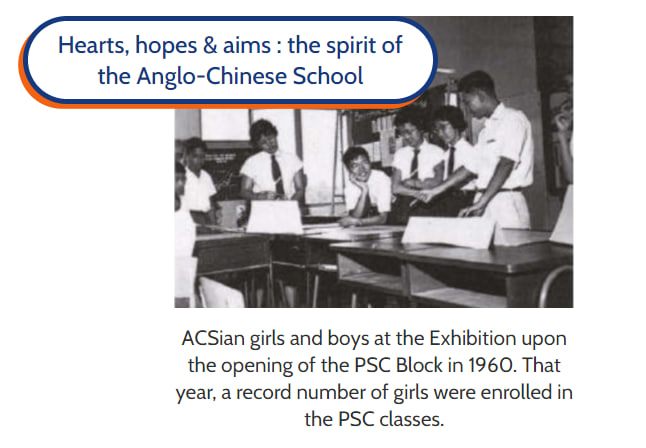 Hearts, hopes & aims : the spirit of
the Anglo-Chinese School
ACSian girls and boys at the Exhibition upon
the opening of the PSC Block in 1960. That
year, a record number of girls were enrolled in
the PSC classes.